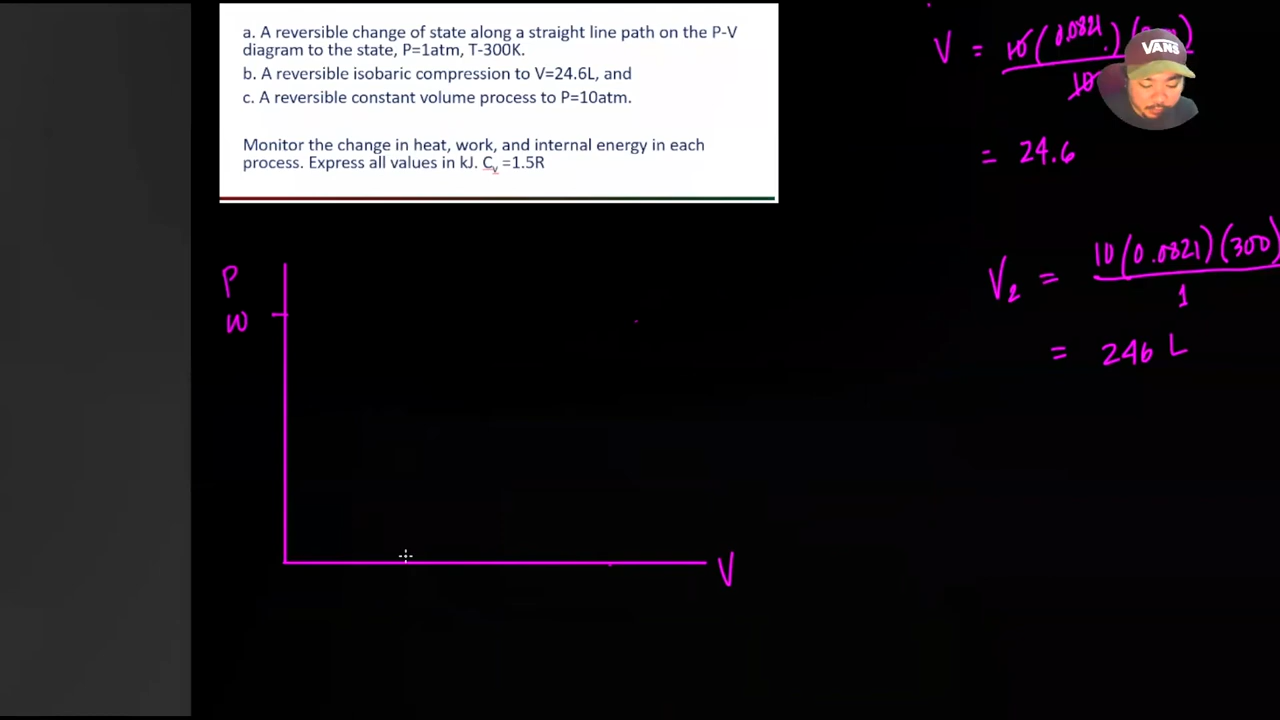 a. A reversible change of state along a straight line path on the P-V
diagram to the state, P=1atm, T-300K.
b. A reversible isobaric compression to V=24.6L, and
c. A reversible constant volume process to P=10atm.
Monitor the change in heat, work, and internal energy in each
process. Express all values in kJ. Cv =1.5R
V = 10(0.0821)
10
VANS
= 24.6
V2 = 10(0.0821)(300)
1
= 246 L
P
10
V